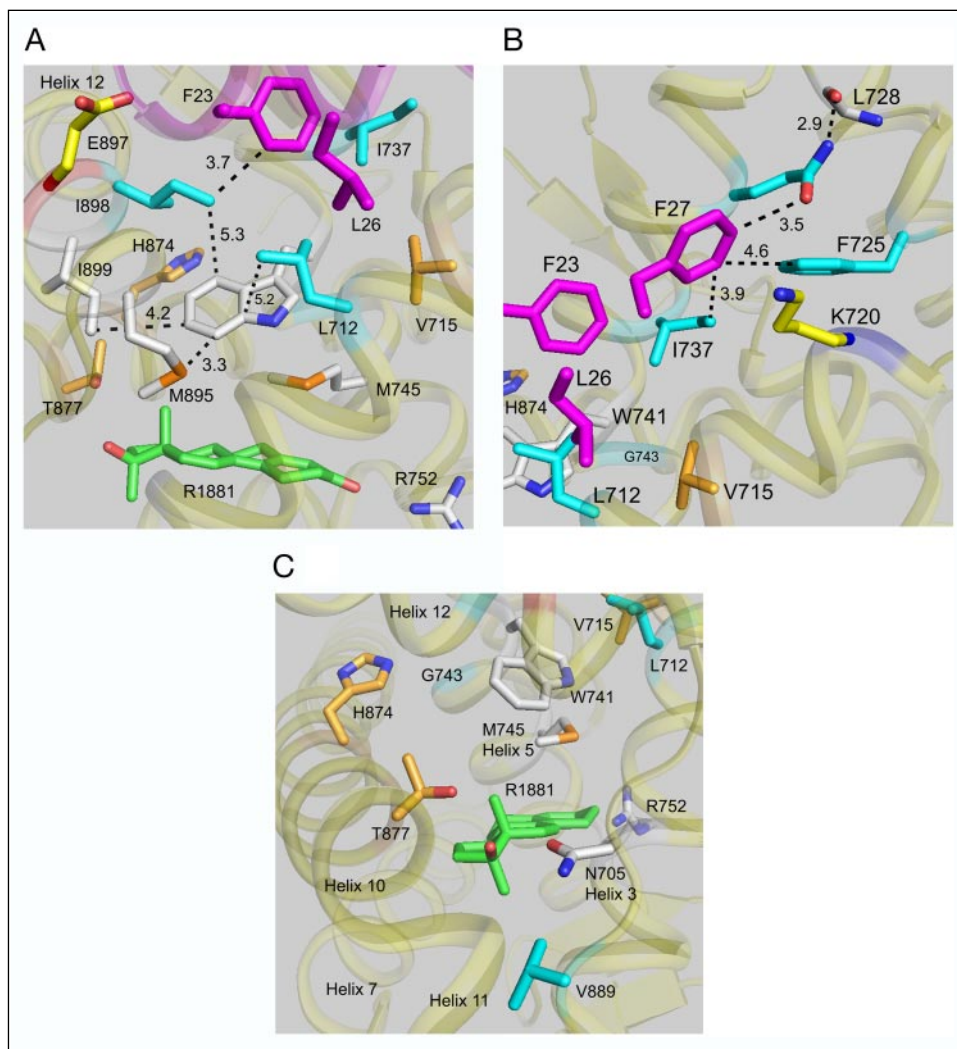 A
B
Helix 12
F23
E897
I737
3.7
I898
L26
5.3
H874
I899
5.2
4.2
L712
V715
3.3
T877
M895
M745
R1881
R752
L728
2.9
F27
3.5
4.6
F725
F23
3.9
K720
I737
L26
H874
W741
G743
L712
V715
C
Helix 12
V715
G743
L712
H874
W741
M745
Helix 5
R1881
R752
T877
N705
Helix 10
Helix 3
Helix 7
Helix 11
V889